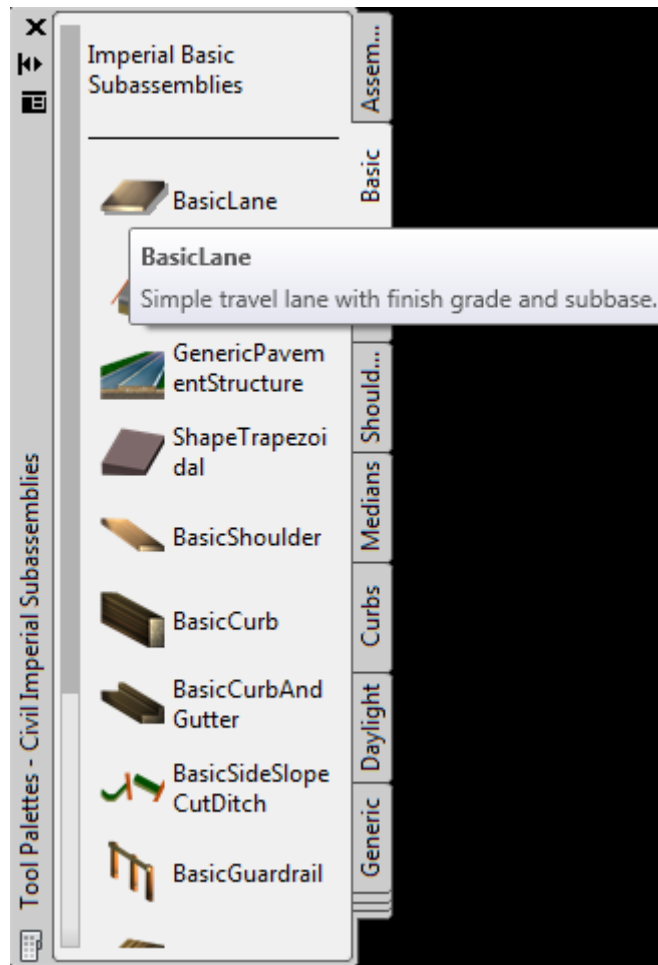 Imperial Basic
Subassemblies
BasicLane
BasicLane
Simple travel lane with finish grade and subbase.
GenericPavem
entStructure
ShapeTrapezoi
dal
BasicShoulder
BasicCurb
BasicCurbAnd
Gutter
BasicSideSlope
CutDitch
BasicGuardrail
Assem...
Basic
Should...
Medians
Curbs
Daylight
Generic
Tool Palettes - Civil Imperial Subassemblies